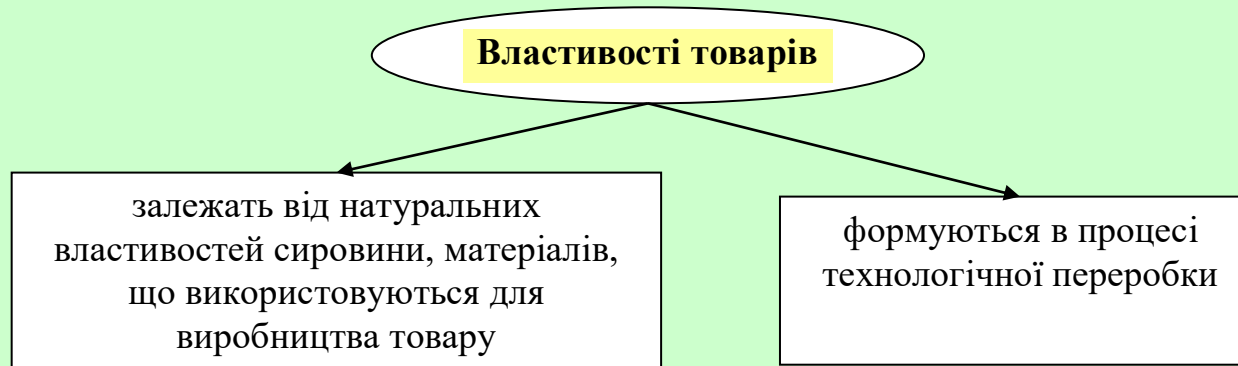 Властивості товарів
залежать від натуральних
властивостей сировини, матеріалів,
що використовуються для
виробництва товару
формуються в процесі
технологічної переробки